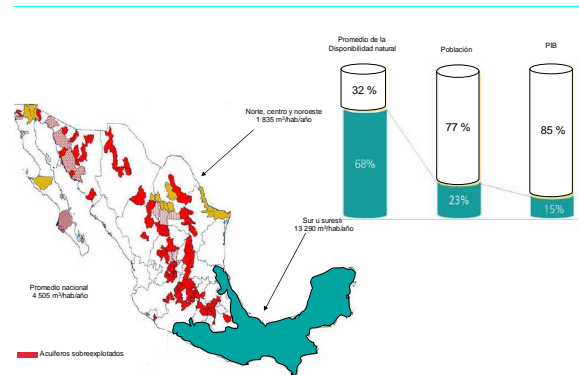 Promedio de la
Disponibilidad natural
Población
PIB
32 %
77 %
85 %
68%
23%
15%
Norte, centro y noroeste
1 835 m³/hab/año
Sur u surest
13 290 m³/hab/año
Promedio nacional
4 505 m³/hab/año
Acuíferos sobreexplotados